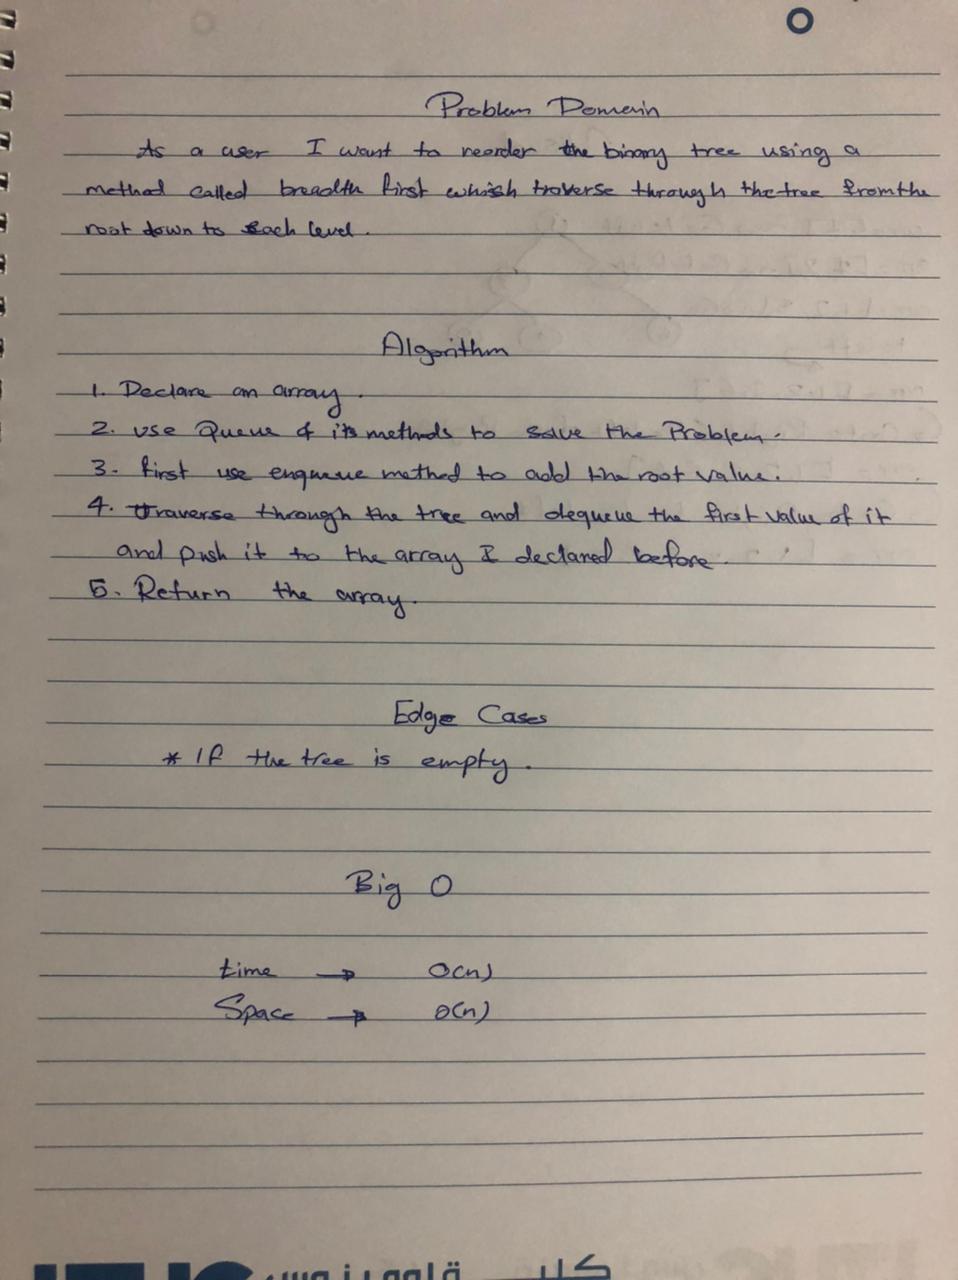 Problem Domain
As a user I want to reorder the binary tree using a
method called breadth first whish traverse through the tree from the
root down to each level.
Algorithm
1. Declare an array.
2. use Queue & its methods to solve the Problem.
3. first use enqueue method to add the root value.
4. traverse through the tree and dequeue the first value of it
and push it to the array I declared before.
5. Return the array.
Edge Cases
* If the tree is empty.
Big O
time → O(n)
Space → O(n)